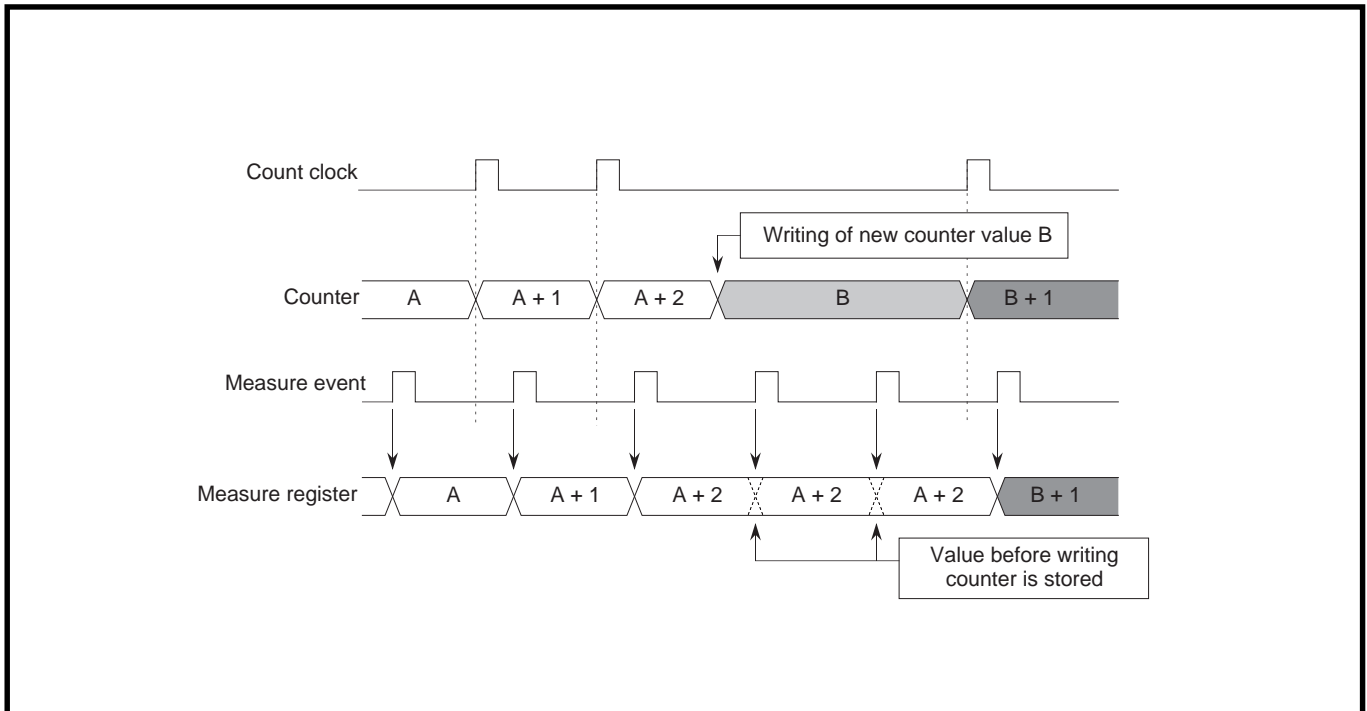 Count clock
Writing of new counter value B
Counter A A + 1 A + 2 B B + 1
Measure event
Measure register A A + 1 A + 2 A + 2 A + 2 B + 1
Value before writing
counter is stored